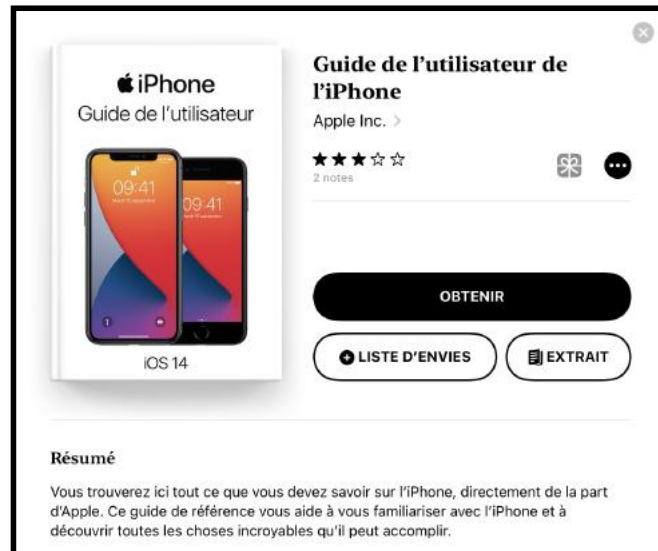 iPhone
Guide de l'utilisateur
09:41
09:41
iOS 14
Guide de l'utilisateur de
l'iPhone
Apple Inc.
2 notes
OBTENIR
LISTE D'ENVIES
EXTRAIT
Résumé
Vous trouverez ici tout ce que vous devez savoir sur l'iPhone, directement de la part
d'Apple. Ce guide de référence vous aide à vous familiariser avec l'iPhone et à
découvrir toutes les choses incroyables qu'il peut accomplir.